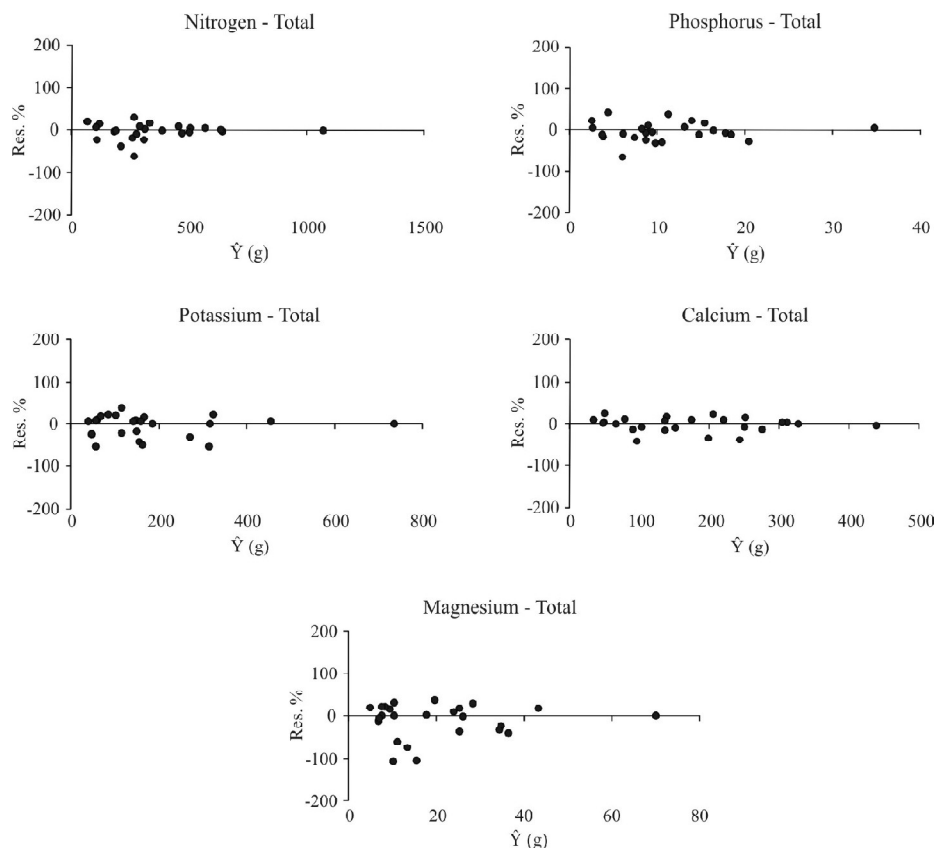 Nitrogen - Total
200
100
0
-100
-200
Res. %
0 500 1000 1500
Ŷ (g)
Phosphorus - Total
200
100
0
-100
-200
Res. %
0 10 20 30 40
Ŷ (g)
Potassium - Total
200
100
0
-100
-200
Res. %
0 200 400 600 800
Ŷ (g)
Calcium - Total
200
100
0
-100
-200
Res. %
0 100 200 300 400 500
Ŷ (g)
Magnesium - Total
200
100
0
-100
-200
Res. %
0 20 40 60 80
Ŷ (g)